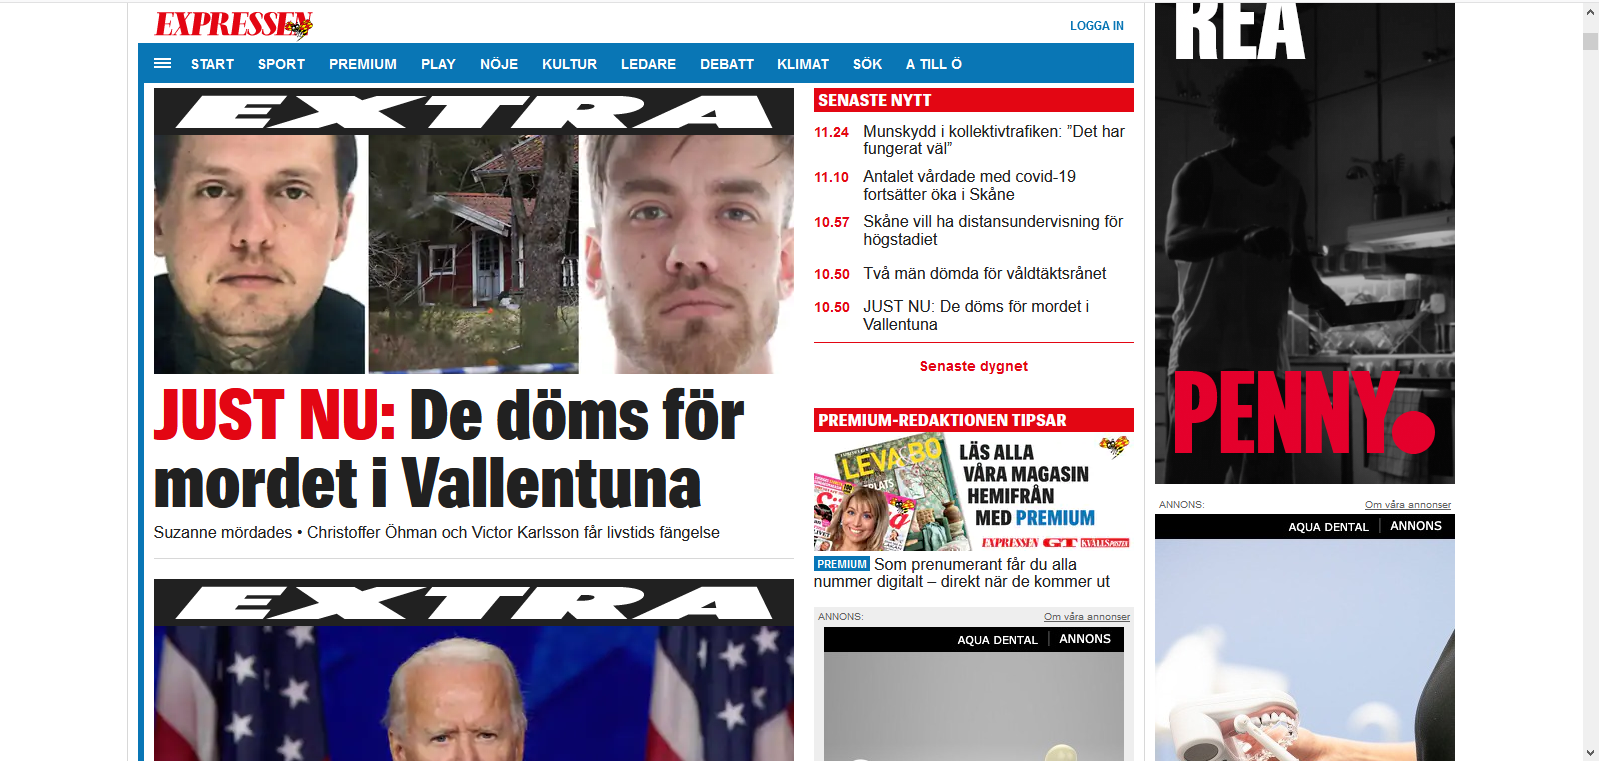 EXPRESSEN
LOGGA IN
START SPORT PREMIUM PLAY NÖJE KULTUR LEDARE DEBATT KLIMAT SÖK A TILL Ö
EXTRA
JUST NU: De döms för
mordet i Vallentuna
Suzanne mördades • Christoffer Öhman och Victor Karlsson får livstids fängelse
EXTRA
SENASTE NYTT
11.24 Munskydd i kollektivtrafiken: ”Det har
fungerat väl”
11.10 Antalet vårdade med covid-19
fortsätter öka i Skåne
10.57 Skåne vill ha distansundervisning för
högstadiet
10.50 Två män dömda för våldtäktsrånet
10.50 JUST NU: De döms för mordet i
Vallentuna
Senaste dygnet
PREMIUM-REDAKTIONEN TIPSAR
LEVA&BO
LÄS ALLA
VÅRA MAGASIN
HEMIFRÅN
MED PREMIUM
EXPRESSEN GT KVÄLLSPOSTEN
PREMIUM Som prenumerant får du alla
nummer digitalt – direkt när de kommer ut
ANNONS: Om våra annonser
AQUA DENTAL | ANNONS
REA
PENNY.
ANNONS: Om våra annonser
AQUA DENTAL | ANNONS